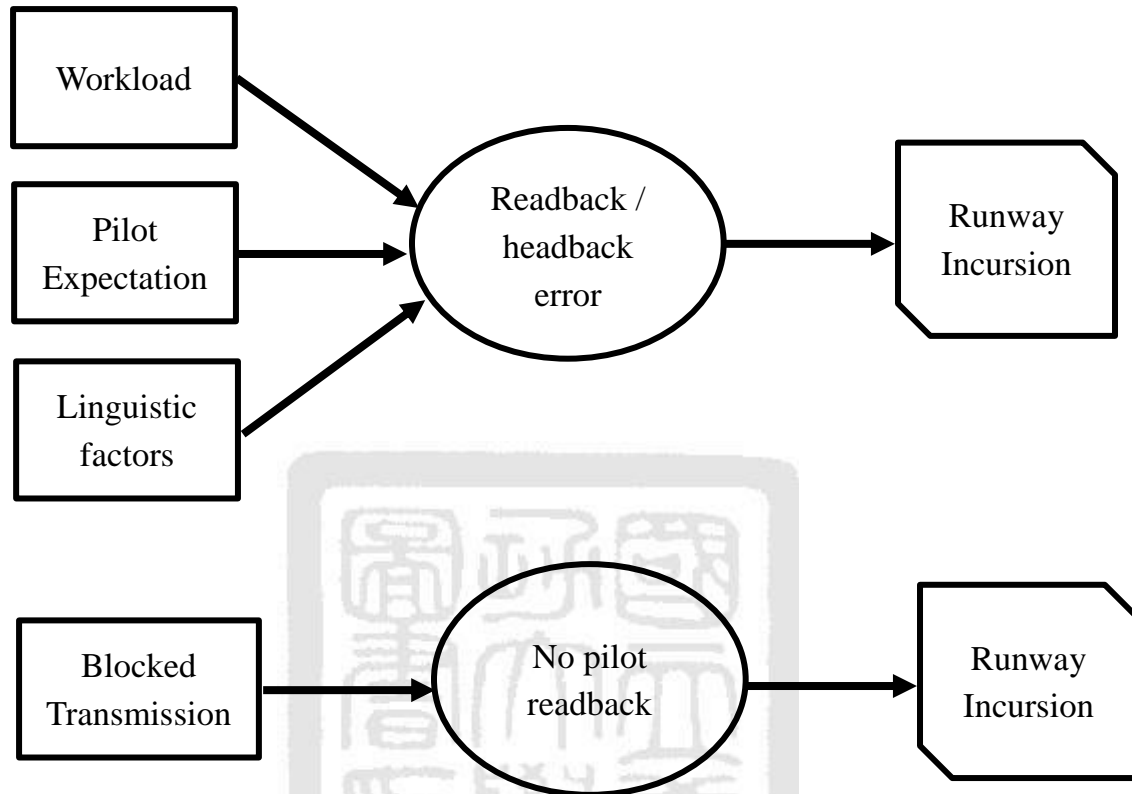 Workload
Pilot
Expectation
Linguistic
factors
Readback /
headback
error
Runway
Incursion
Blocked
Transmission
No pilot
readback
Runway
Incursion